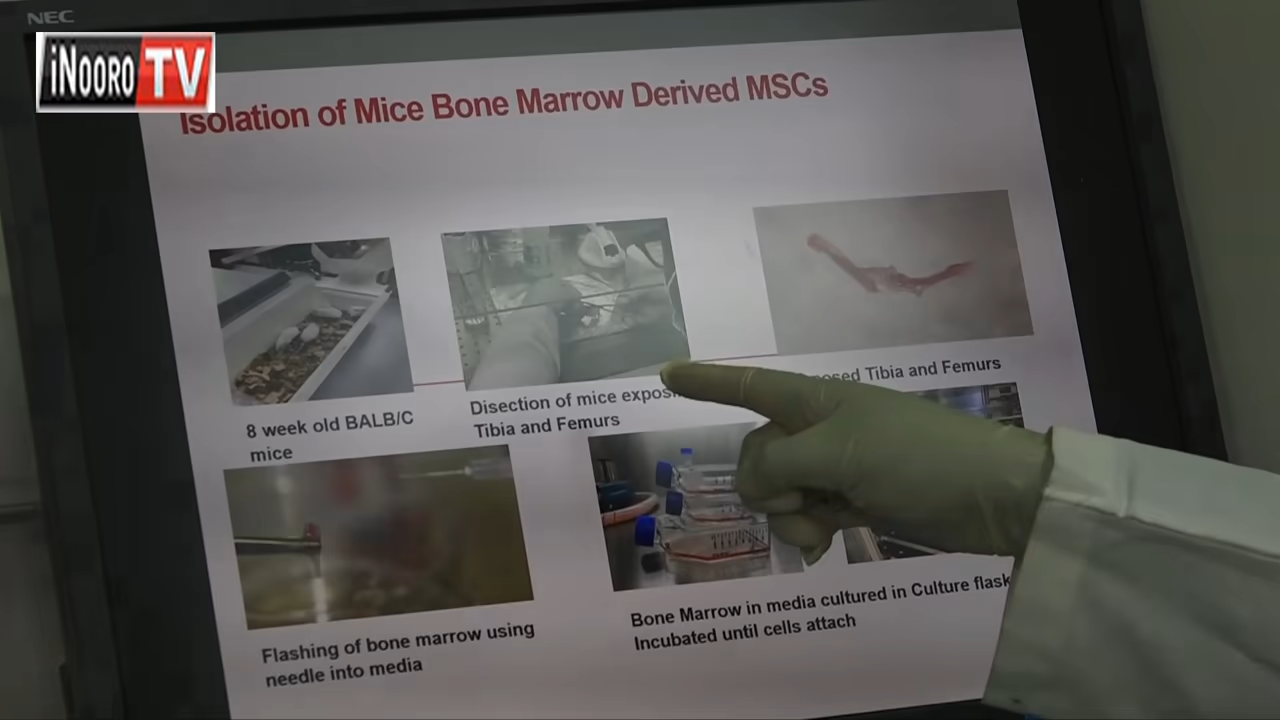 NEC
iNOORO TV
Isolation of Mice Bone Marrow Derived MSCs
8 week old BALB/C
mice
Disection of mice
Tibia and Femurs
Tibia and Femurs
Flashing of bone marrow using
needle into media
Bone Marrow in media cultured in Culture flask
Incubated until cells attach